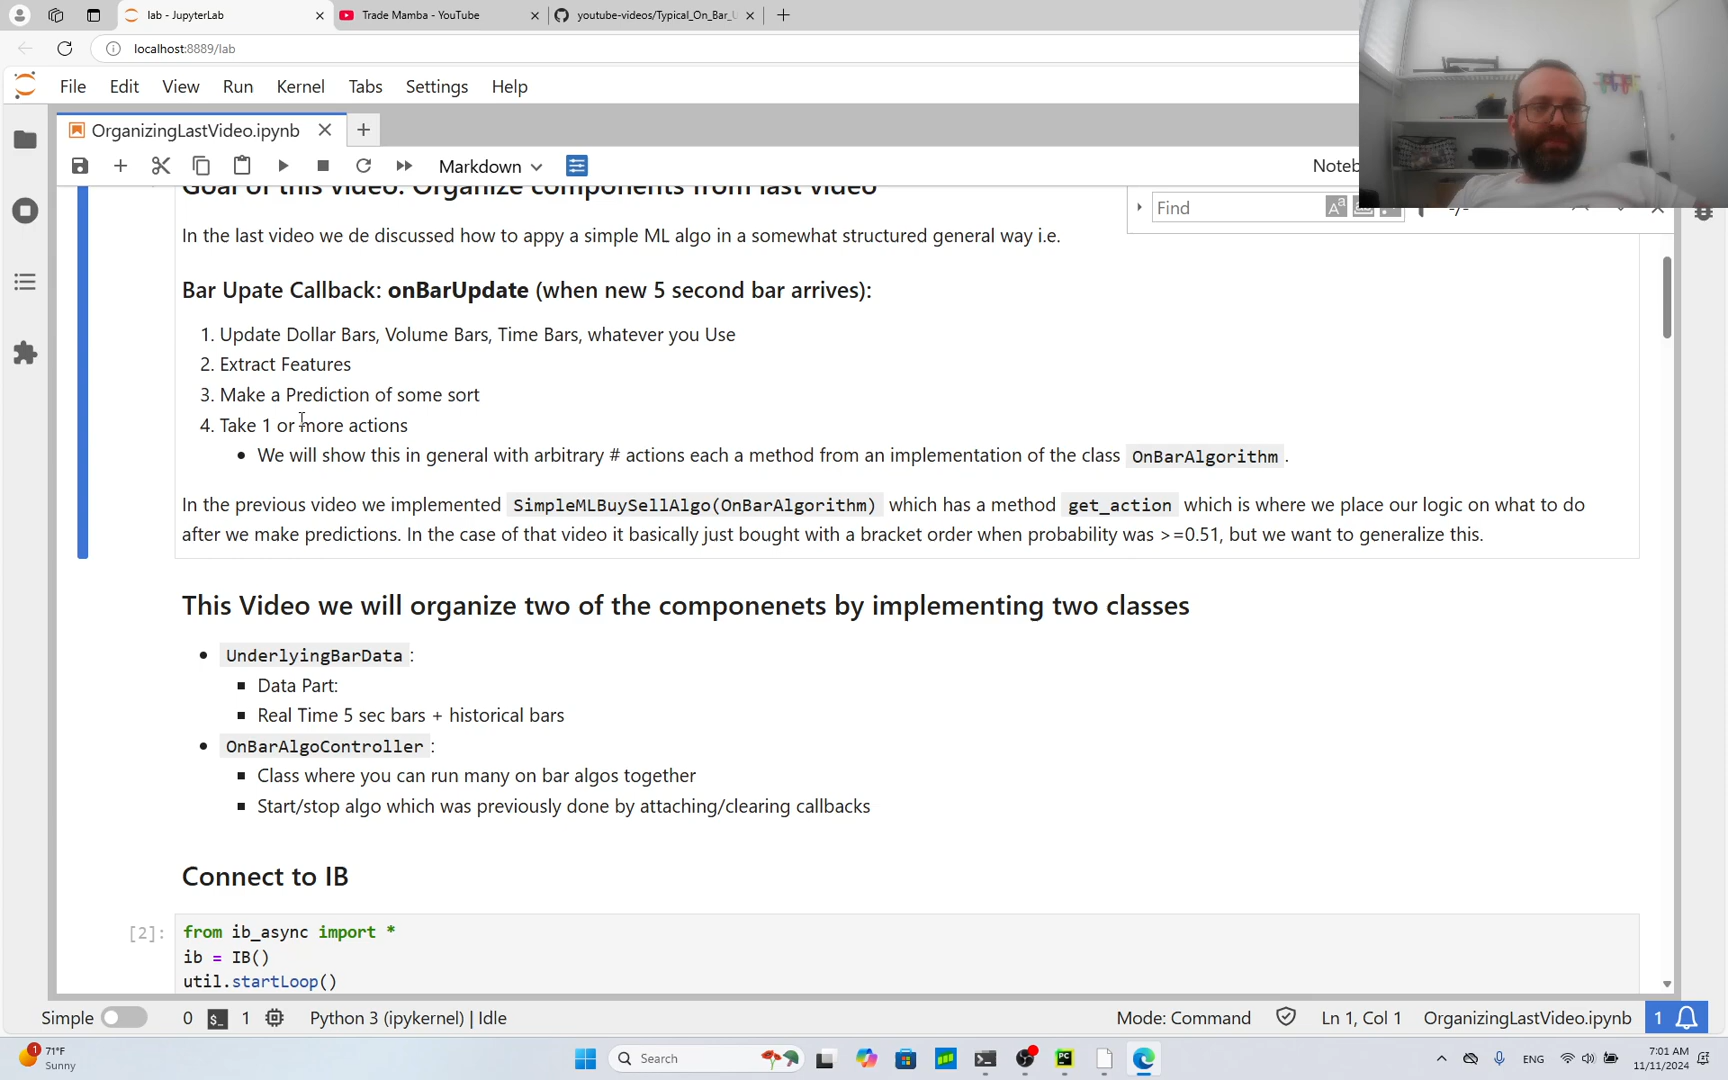 lab - JupyterLab
Trade Mamba - YouTube
youtube-videos/Typical_On_Bar_U
localhost:8889/lab
File Edit View Run Kernel Tabs Settings Help
OrganizingLastVideo.ipynb
Markdown
Noteb
Find
Goal of this video: Organize components from last video
In the last video we de discussed how to appy a simple ML algo in a somewhat structured general way i.e.
Bar Upate Callback: onBarUpdate (when new 5 second bar arrives):
1. Update Dollar Bars, Volume Bars, Time Bars, whatever you Use
2. Extract Features
3. Make a Prediction of some sort
4. Take 1 or more actions
We will show this in general with arbitrary # actions each a method from an implementation of the class OnBarAlgorithm.
In the previous video we implemented SimpleMLBuySellAlgo(OnBarAlgorithm) which has a method get_action which is where we place our logic on what to do
after we make predictions. In the case of that video it basically just bought with a bracket order when probability was >=0.51, but we want to generalize this.
This Video we will organize two of the componenets by implementing two classes
UnderlyingBarData:
Data Part:
Real Time 5 sec bars + historical bars
OnBarAlgoController:
Class where you can run many on bar algos together
Start/stop algo which was previously done by attaching/clearing callbacks
Connect to IB
[2]: from ib_async import *
ib = IB()
util.startLoop()
Simple 0 1 Python 3 (ipykernel) | Idle
Mode: Command Ln 1, Col 1 OrganizingLastVideo.ipynb 1
1 71°F
Sunny
Search
ENG
7:01 AM
11/11/2024